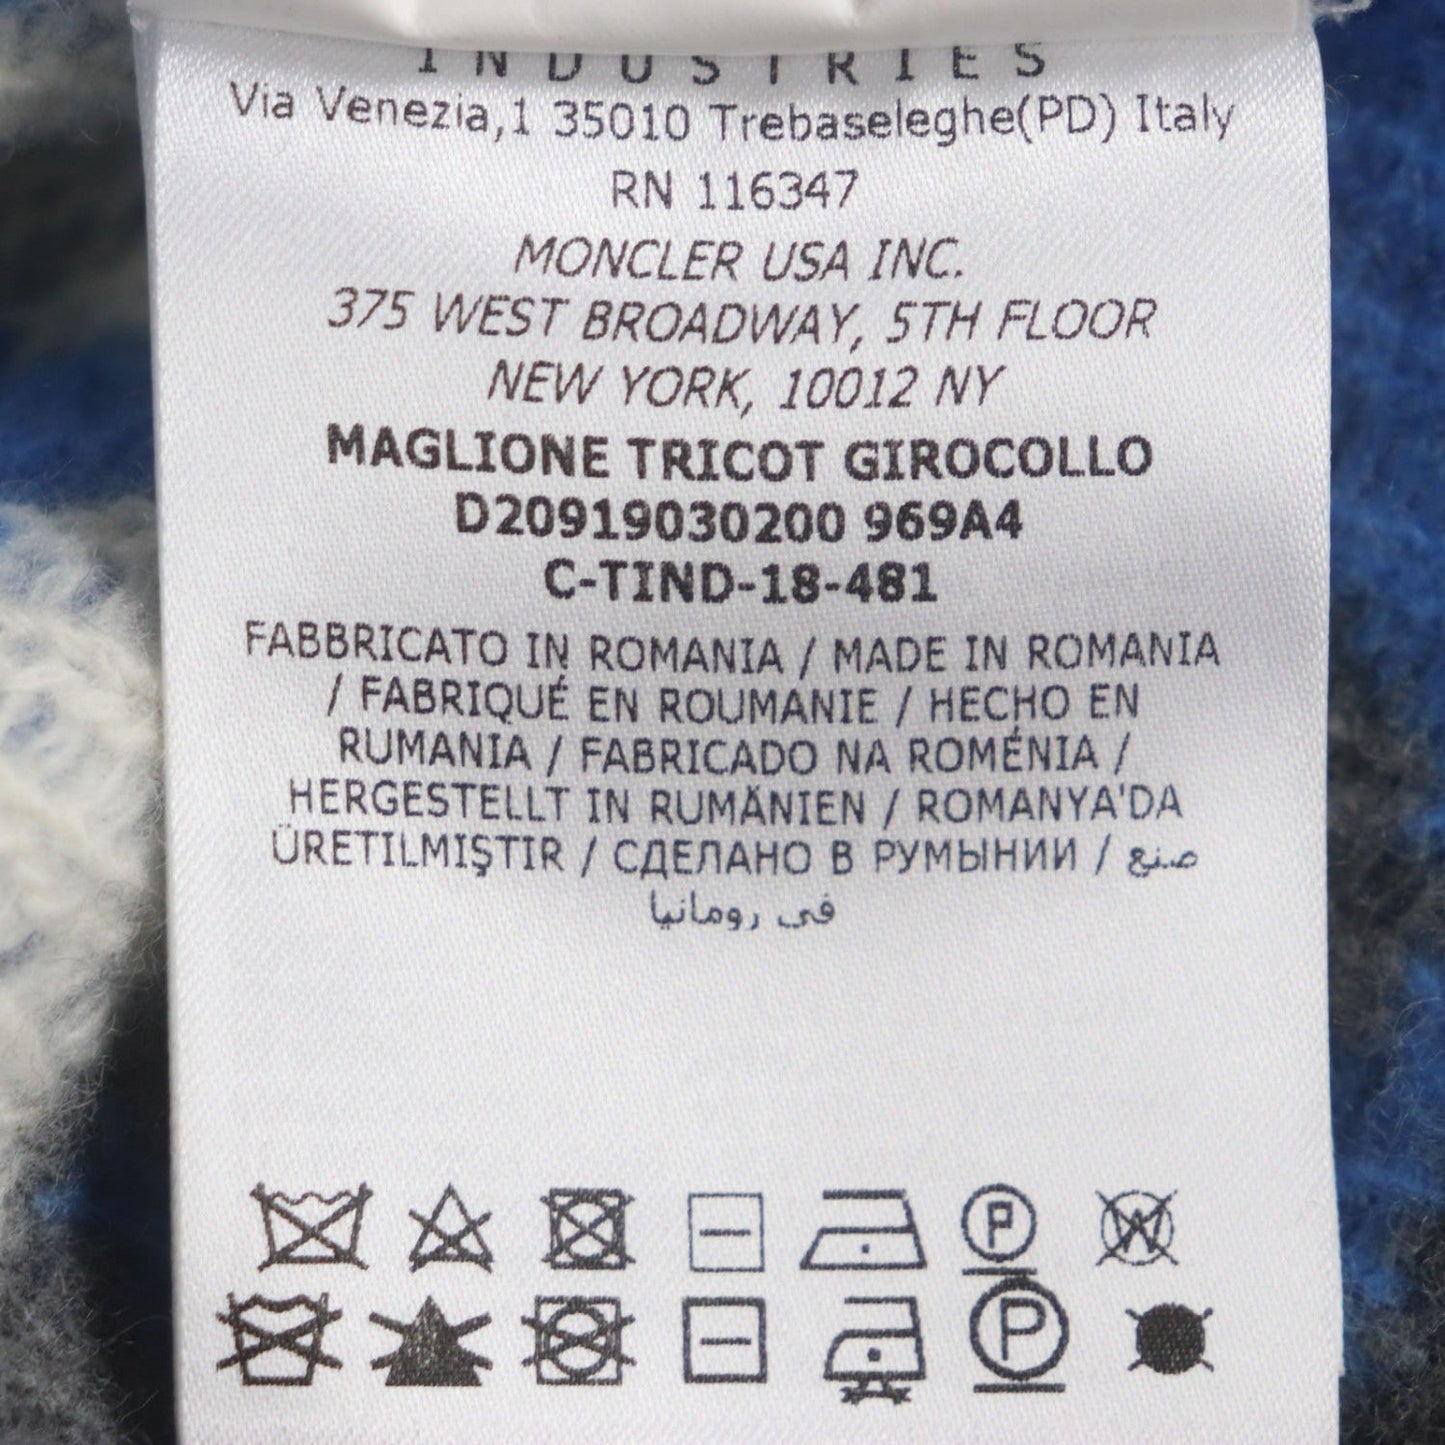 INDUSTRIES
Via Venezia,1 35010 Trebaseleghe(PD) Italy
RN 116347
MONCLER USA INC.
375 WEST BROADWAY, 5TH FLOOR
NEW YORK, 10012 NY
MAGLIONE TRICOT GIROCOLLO
D20919030200 969A4
C-TIND-18-481
FABBRICATO IN ROMANIA / MADE IN ROMANIA
/ FABRIQUÉ EN ROUMANIE / HECHO EN
RUMANIA / FABRICADO NA ROMÉNIA /
HERGESTELLT IN RUMÄNIEN / ROMANYA'DA
ÜRETILMIŞTIR / СДЕЛАНО В РУМЫНИИ / صنع
في رومانيا
P W
P